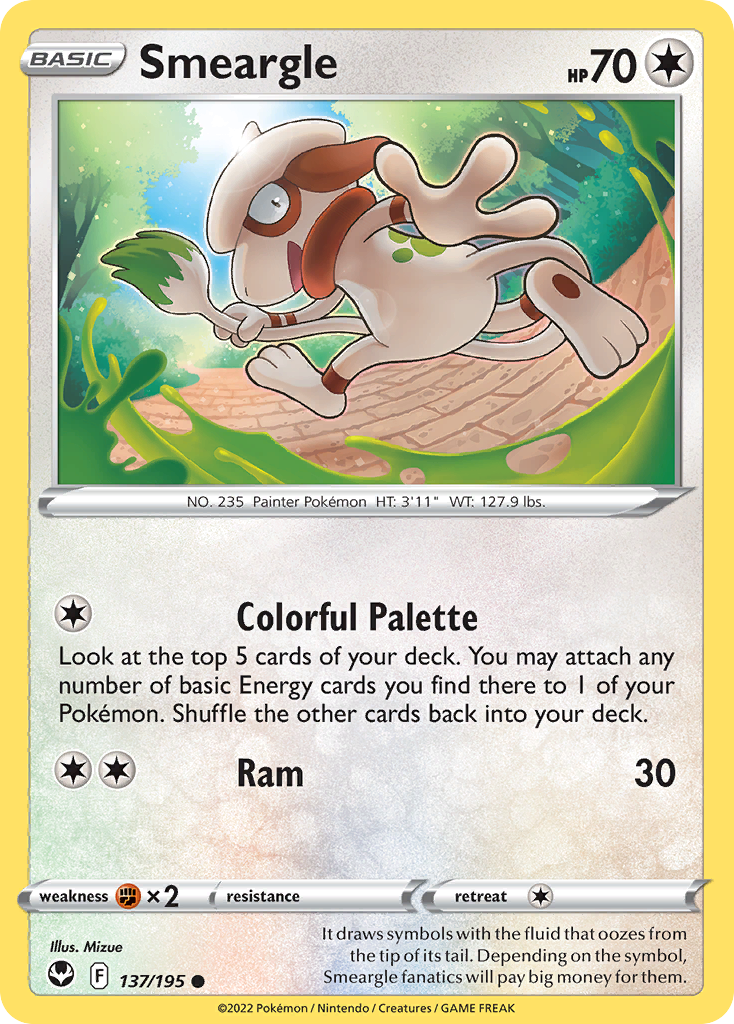 BASIC Smeargle HP70
NO. 235 Painter Pokémon HT: 3'11" WT: 127.9 lbs.
Colorful Palette
Look at the top 5 cards of your deck. You may attach any
number of basic Energy cards you find there to 1 of your
Pokémon. Shuffle the other cards back into your deck.
Ram 30
weakness ×2 resistance retreat
Illus. Mizue
F 137/195
It draws symbols with the fluid that oozes from
the tip of its tail. Depending on the symbol,
Smeargle fanatics will pay big money for them.
©2022 Pokémon / Nintendo / Creatures / GAME FREAK